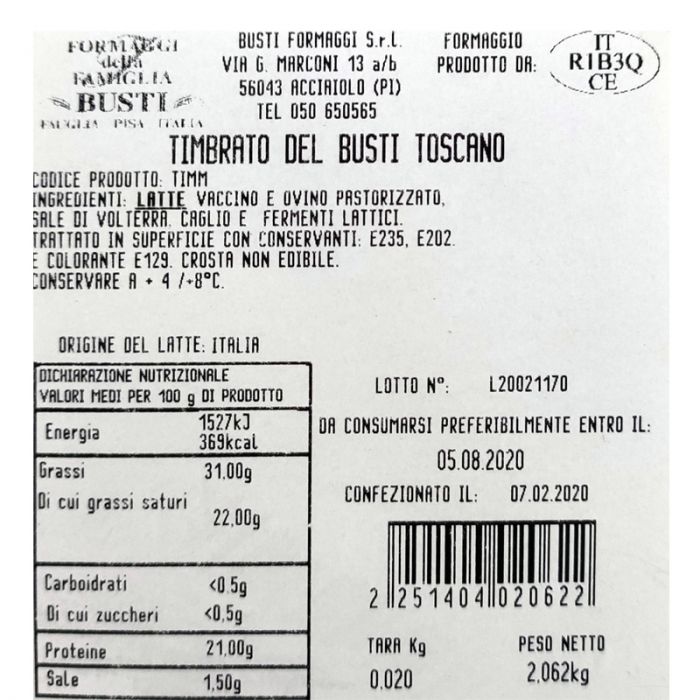 FORMAGGI
della
FAMIGLIA
BUSTI
FAUGLIA PISA ITALIA
BUSTI FORMAGGI S.r.l.
VIA G. MARCONI 13 a/b
56043 ACCIAIOLO (PI)
TEL 050 650565
FORMAGGIO
PRODOTTO DA:
IT
R1B3Q
CE
TIMBRATO DEL BUSTI TOSCANO
CODICE PRODOTTO: TIMM
INGREDIENTI: LATTE VACCINO E OVINO PASTORIZZATO,
SALE DI VOLTERRA, CAGLIO E FERMENTI LATTICI.
TRATTATO IN SUPERFICIE CON CONSERVANTI: E235, E202.
E COLORANTE E129. CROSTA NON EDIBILE.
CONSERVARE A + 4 /+8°C.
ORIGINE DEL LATTE: ITALIA
DICHIARAZIONE NUTRIZIONALE
VALORI MEDI PER 100 g DI PRODOTTO
Energia 1527kJ
369kcal
Grassi 31,00g
Di cui grassi saturi
22,00g
Carboidrati <0.5g
Di cui zuccheri <0,5g
Proteine 21,00g
Sale 1,50g
LOTTO N°: L20021170
DA CONSUMARSI PREFERIBILMENTE ENTRO IL:
05.08.2020
CONFEZIONATO IL: 07.02.2020
2 251404 020622
TARA Kg PESO NETTO
0,020 2,062kg